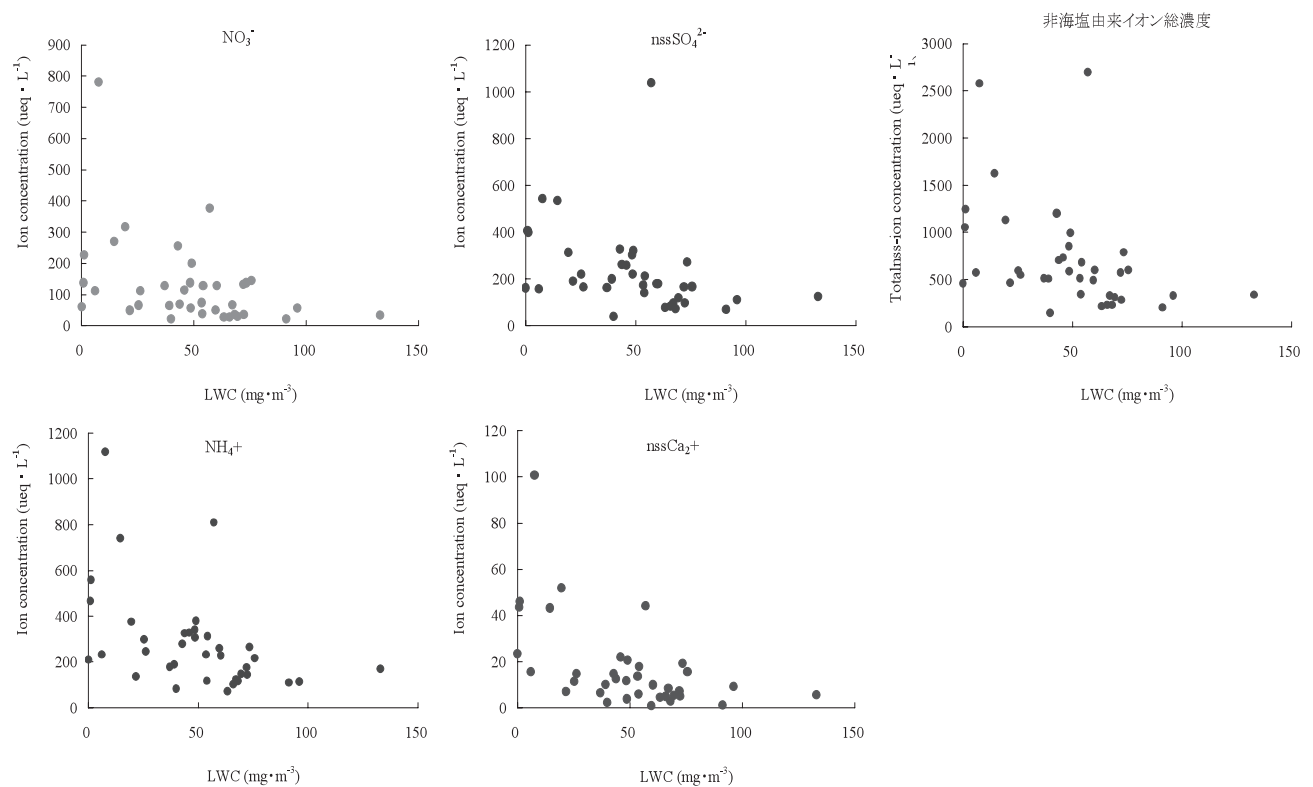 NO₃⁻
Ion concentration (ueq・L⁻¹)
900
800
700
600
500
400
300
200
100
0
0 50 100 150
LWC (mg・m⁻³)
nssSO₄²⁻
Ion concentration (ueq・L⁻¹)
1200
1000
800
600
400
200
0
0 50 100 150
LWC (mg・m⁻³)
非海塩由来イオン総濃度
Totalnss-ion concentration (ueq・L⁻¹)
3000
2500
2000
1500
1000
500
0
0 50 100 150
LWC (mg・m⁻³)
NH₄+
Ion concentration (ueq・L⁻¹)
1200
1000
800
600
400
200
0
0 50 100 150
LWC (mg・m⁻³)
nssCa₂+
Ion concentration (ueq・L⁻¹)
120
100
80
60
40
20
0
0 50 100 150
LWC (mg・m⁻³)